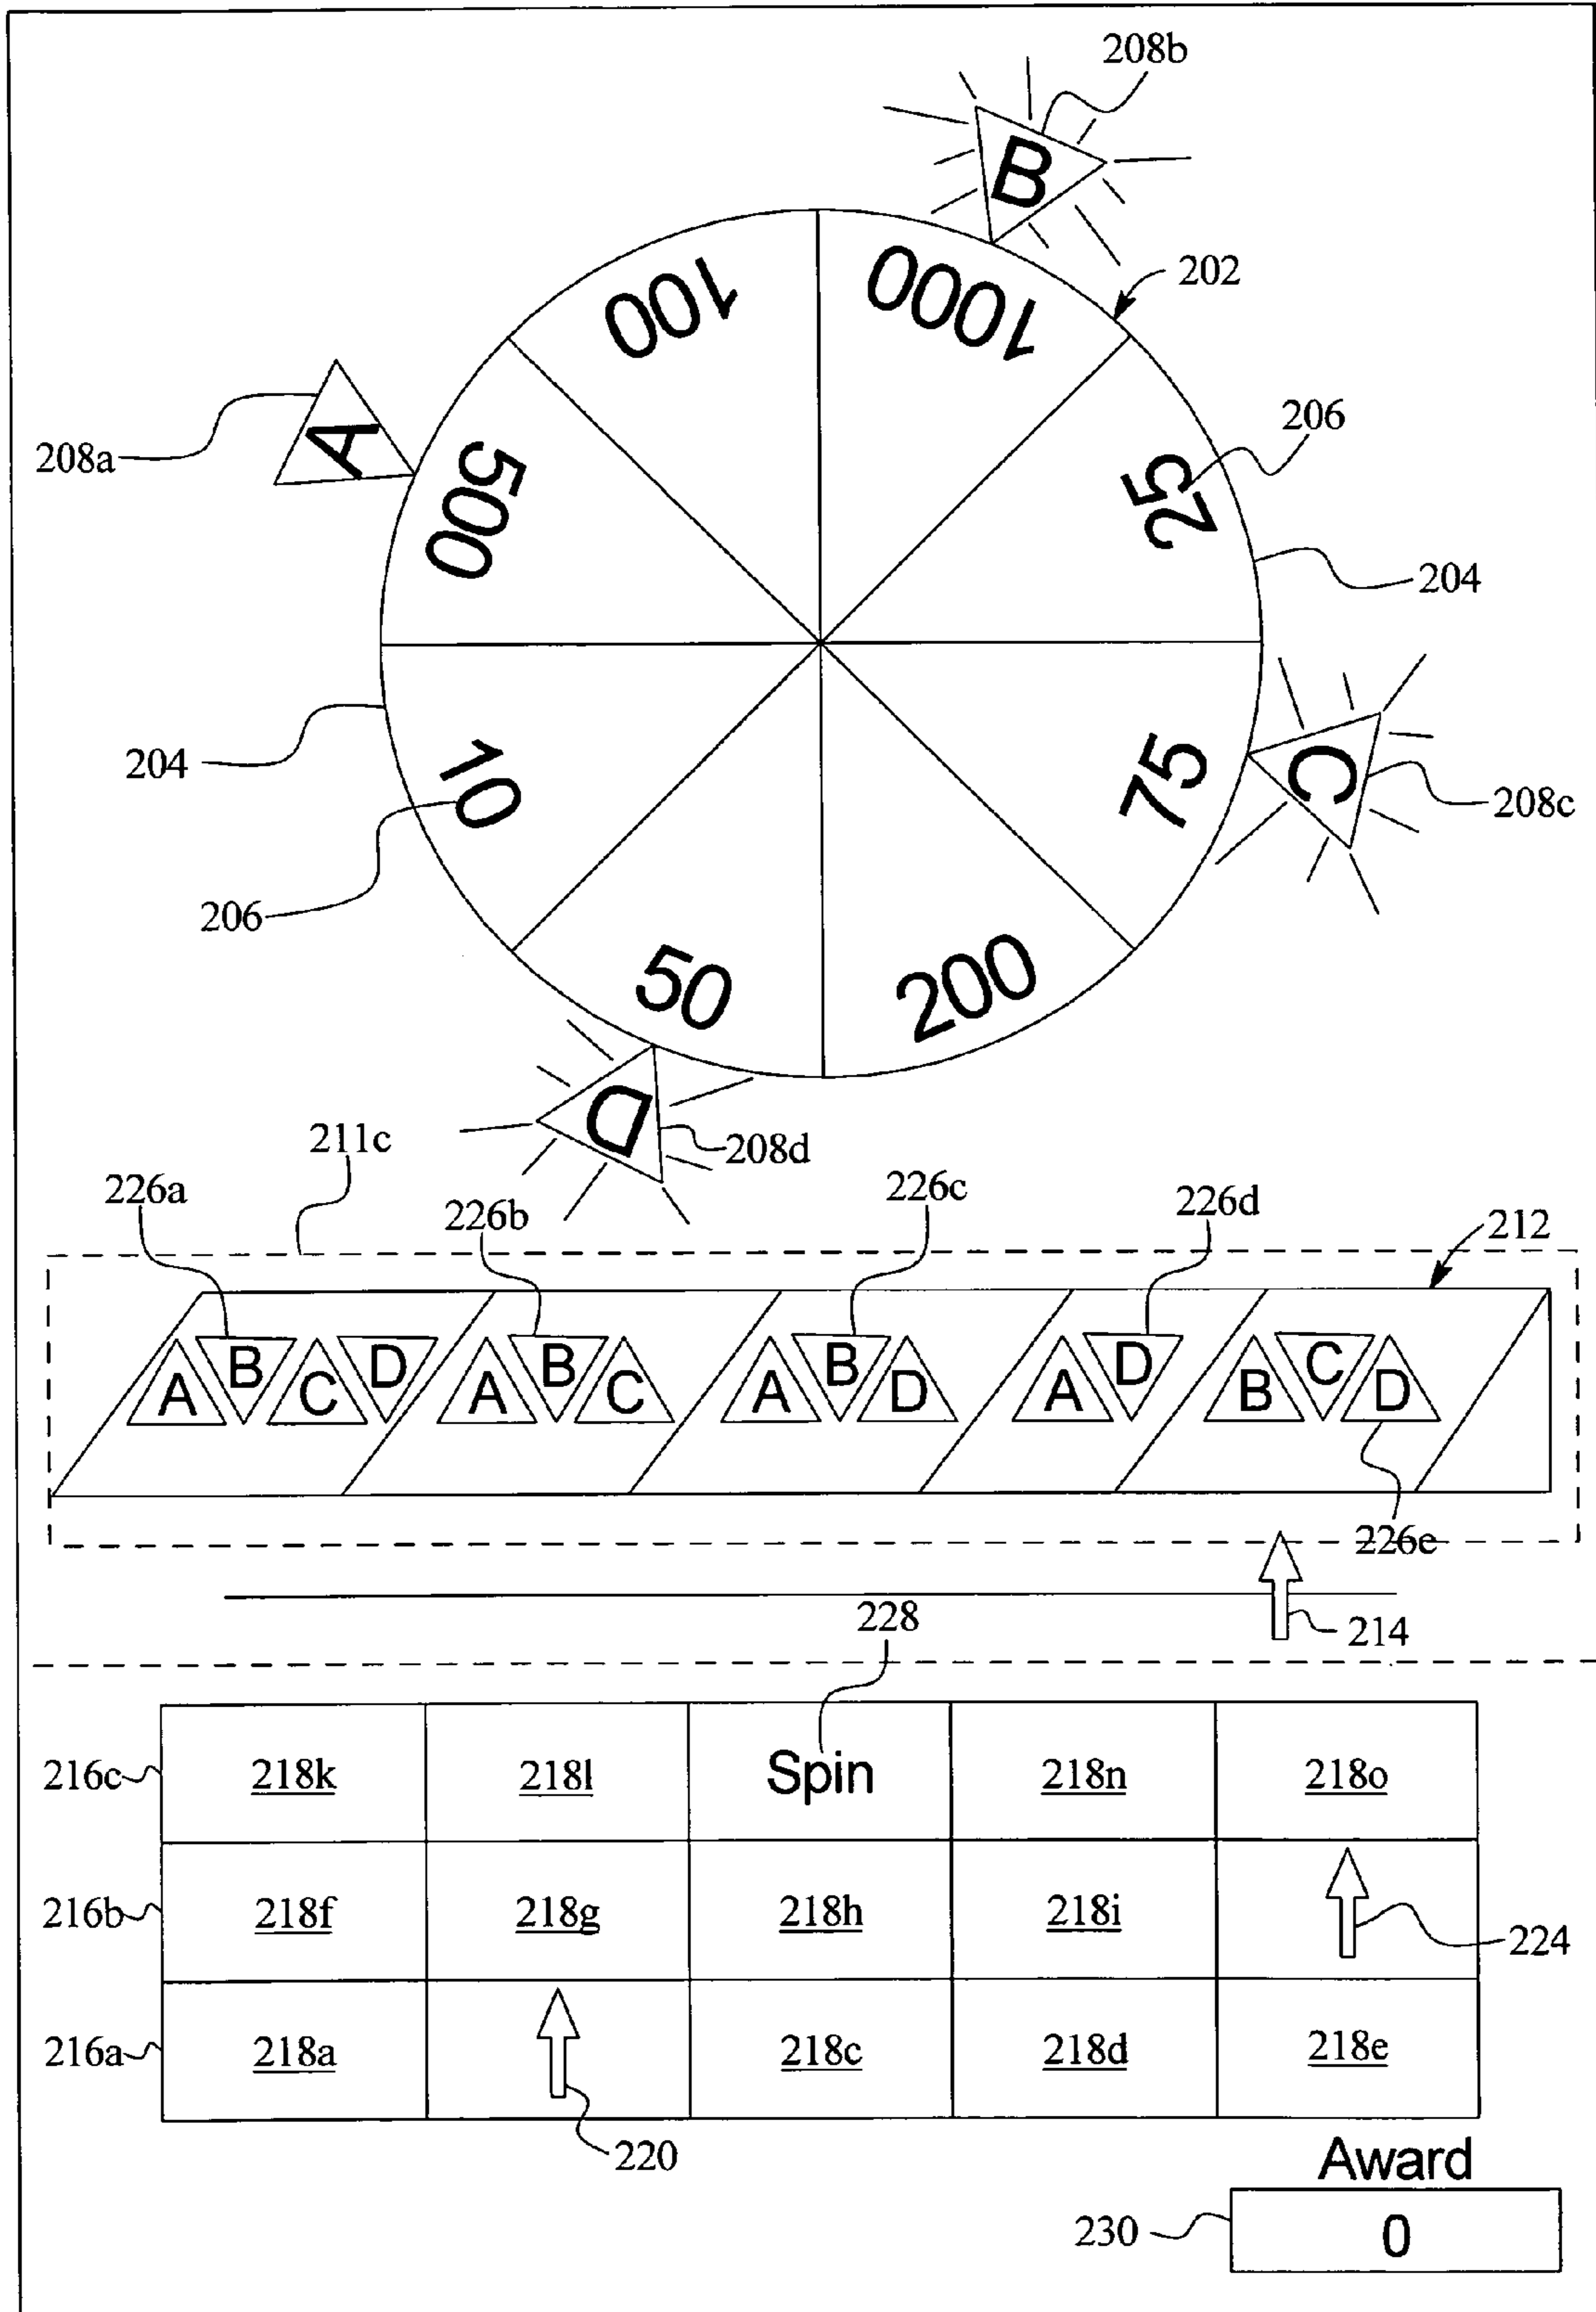 208b
B
202
100
1000
206
208a
A
500
25
204
204
10
75
C
208c
206
50
200
211c
D
208d
226a
226b
226c
226d
212
A B C D A B C A B D A D B C D
226e
228
214
216c 218k 218l Spin 218n 218o
216b 218f 218g 218h 218i
224
216a 218a 218c 218d 218e
220
Award
230
0